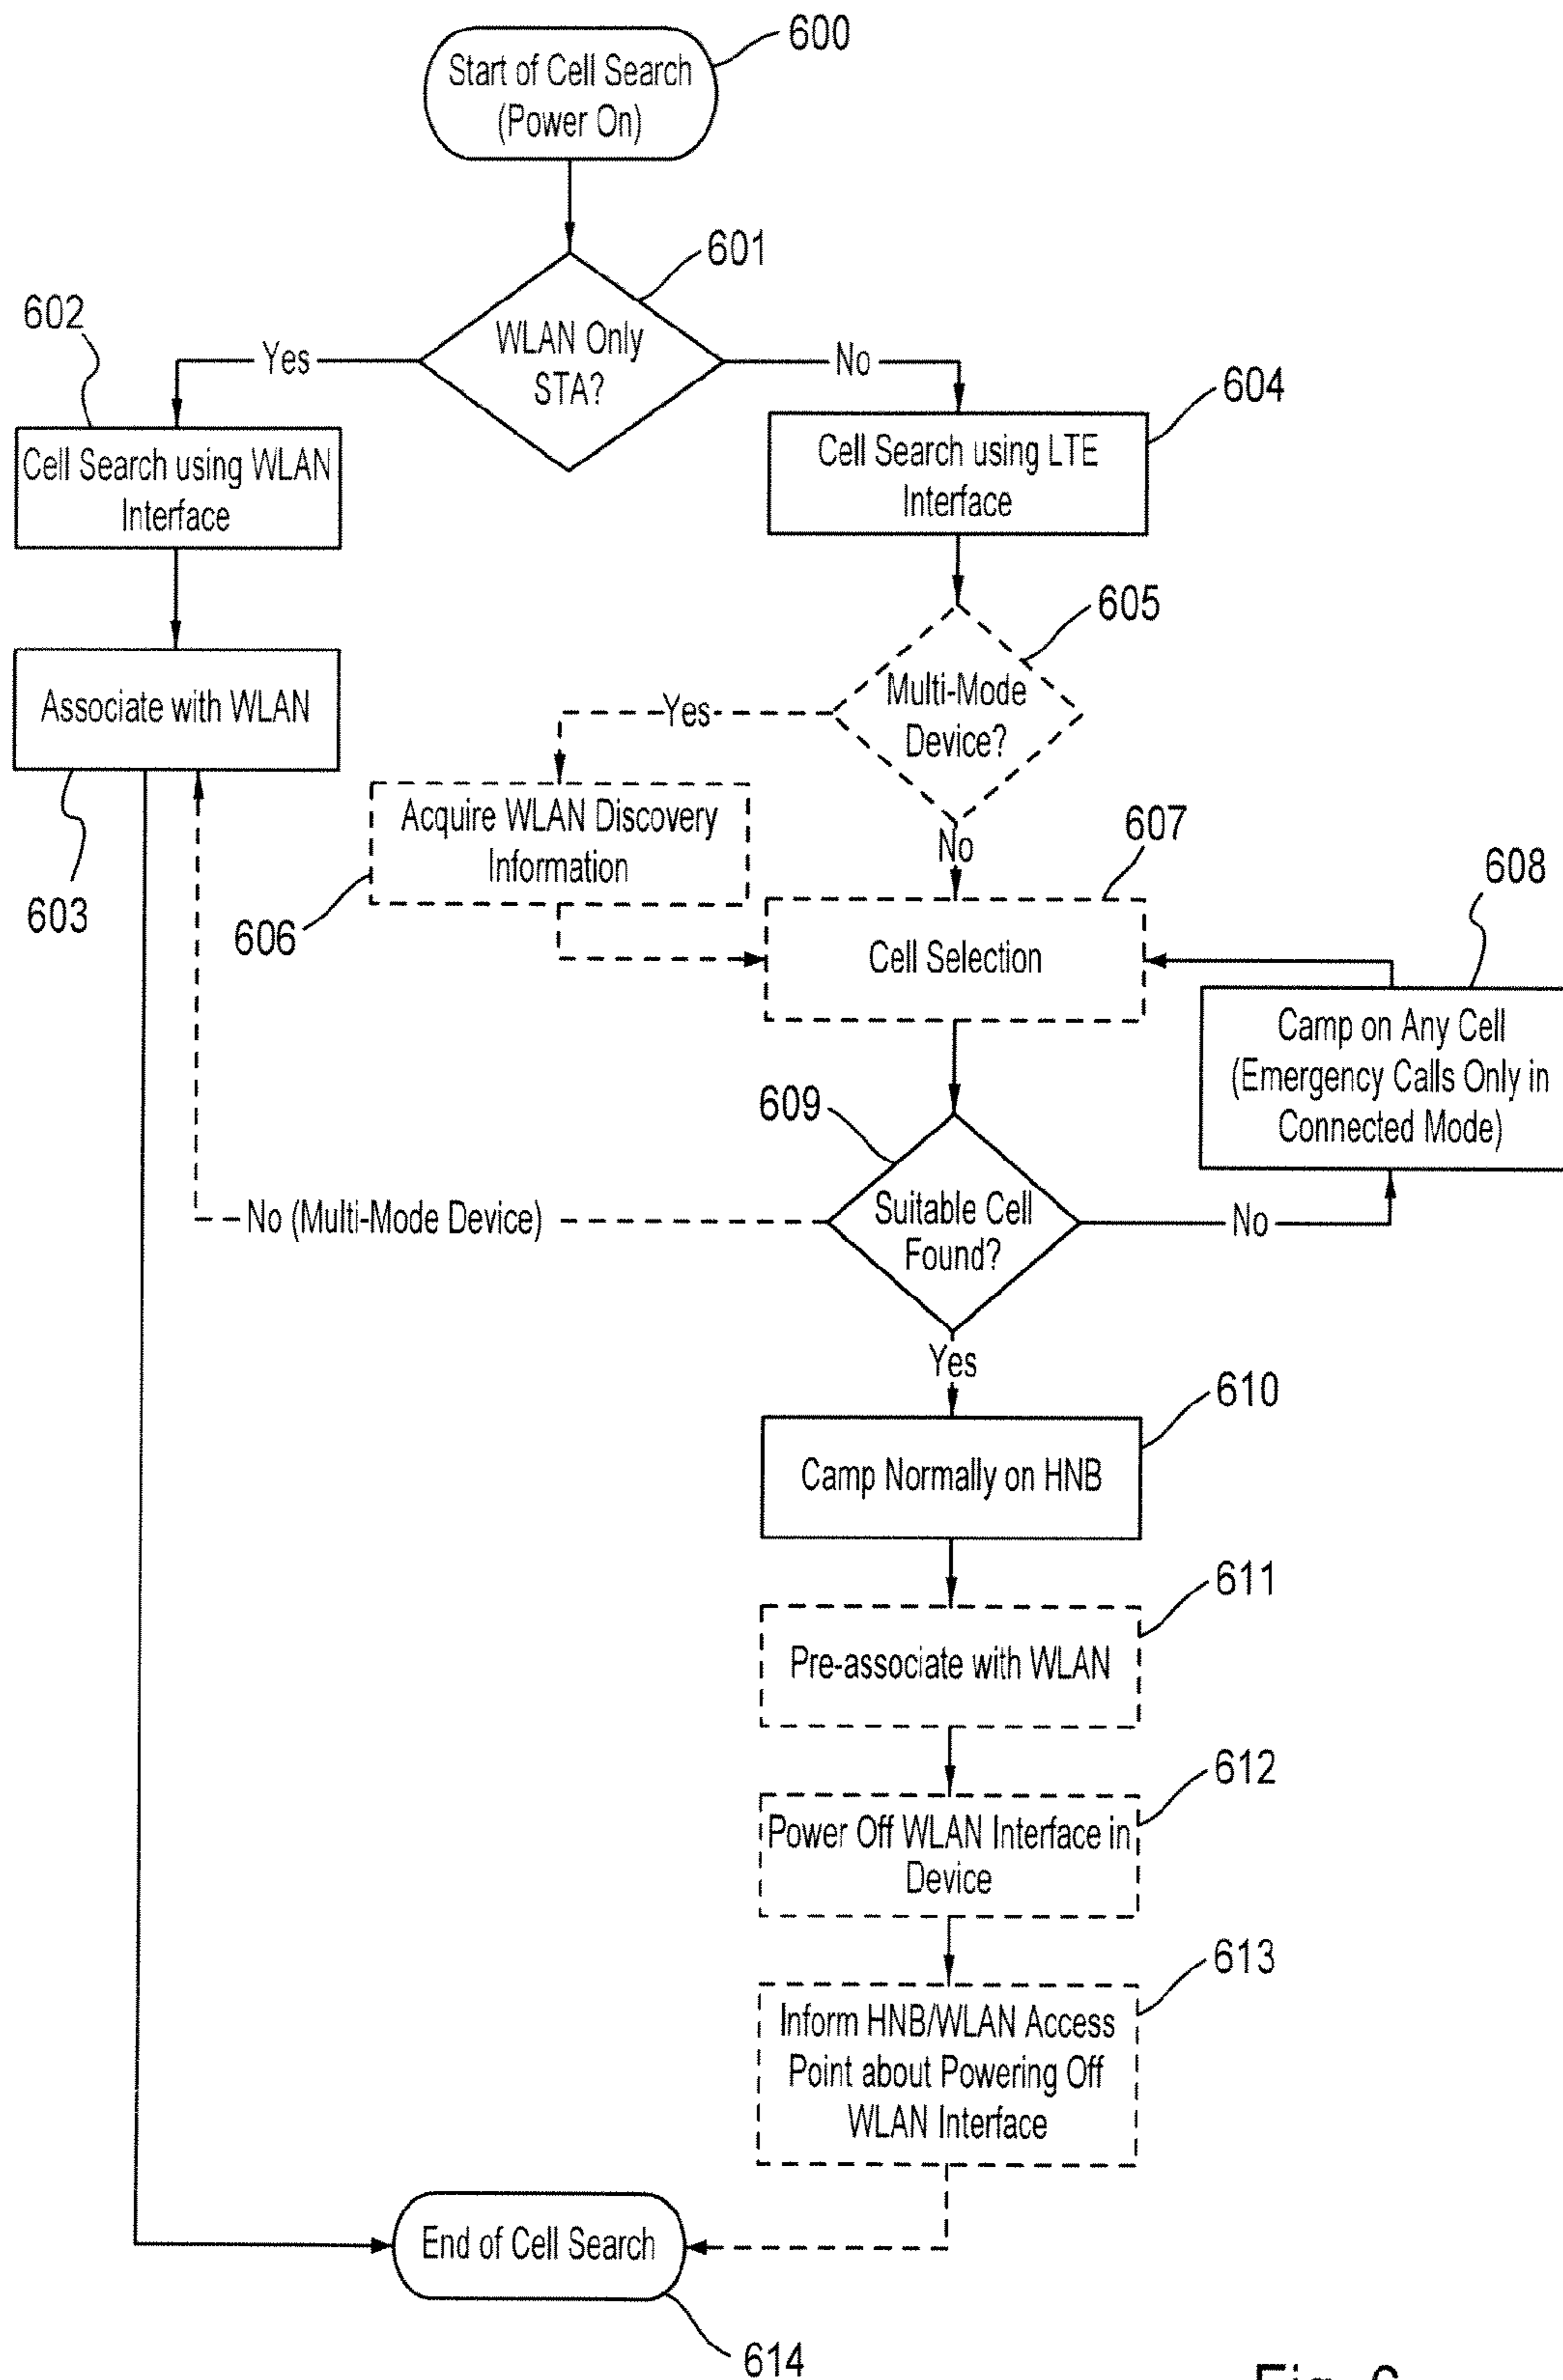 600
Start of Cell Search
(Power On)
601
602
WLAN Only
STA?
Yes
No
604
Cell Search using WLAN
Interface
Cell Search using LTE
Interface
605
Associate with WLAN
Multi-Mode
Device?
Yes
603
Acquire WLAN Discovery
Information
No
607
606
608
Cell Selection
Camp on Any Cell
(Emergency Calls Only in
Connected Mode)
609
No (Multi-Mode Device)
Suitable Cell
Found?
No
Yes
610
Camp Normally on HNB
611
Pre-associate with WLAN
612
Power Off WLAN Interface in
Device
613
Inform HNB/WLAN Access
Point about Powering Off
WLAN Interface
End of Cell Search
614